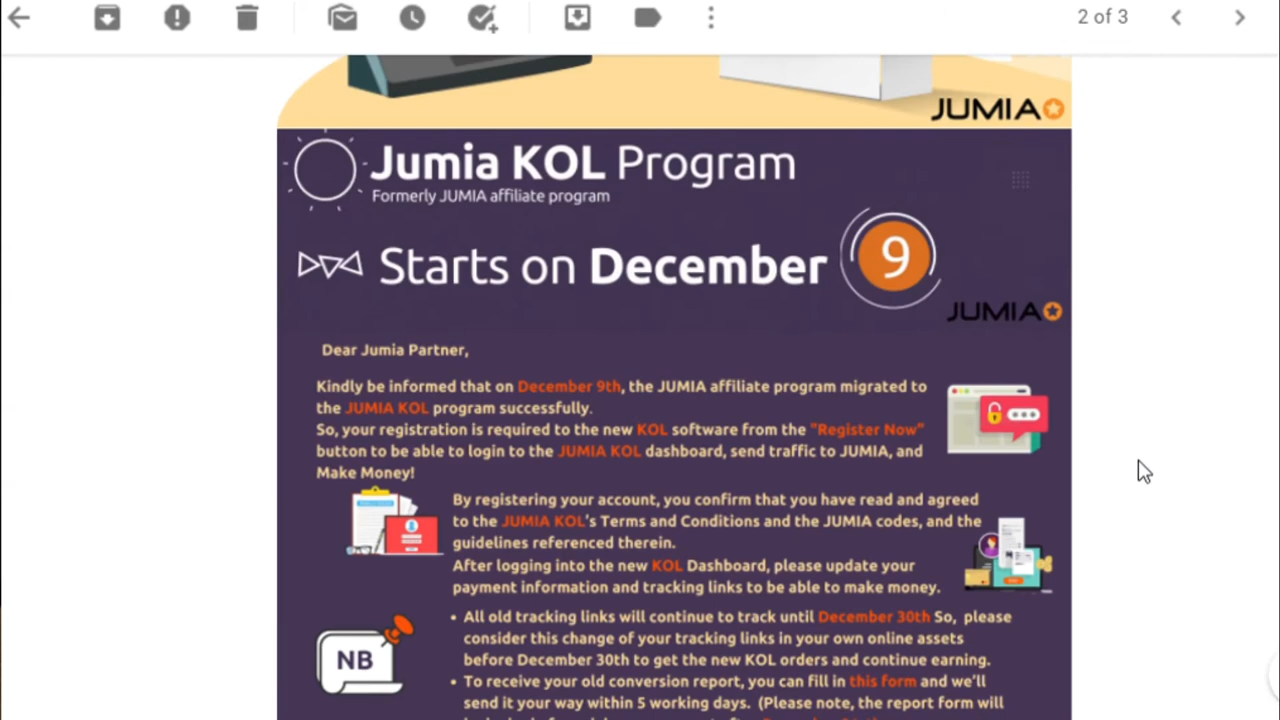 2 of 3
JUMIA
Jumia KOL Program
Formerly JUMIA affiliate program
Starts on December 9
JUMIA
Dear Jumia Partner,
Kindly be informed that on December 9th, the JUMIA affiliate program migrated to
the JUMIA KOL program successfully.
So, your registration is required to the new KOL software from the "Register Now"
button to be able to login to the JUMIA KOL dashboard, send traffic to JUMIA, and
Make Money!
By registering your account, you confirm that you have read and agreed
to the JUMIA KOL's Terms and Conditions and the JUMIA codes, and the
guidelines referenced therein.
After logging into the new KOL Dashboard, please update your
payment information and tracking links to be able to make money.
NB
• All old tracking links will continue to track until December 30th So, please
consider this change of your tracking links in your own online assets
before December 30th to get the new KOL orders and continue earning.
• To receive your old conversion report, you can fill in this form and we'll
send it your way within 5 working days. (Please note, the report form will